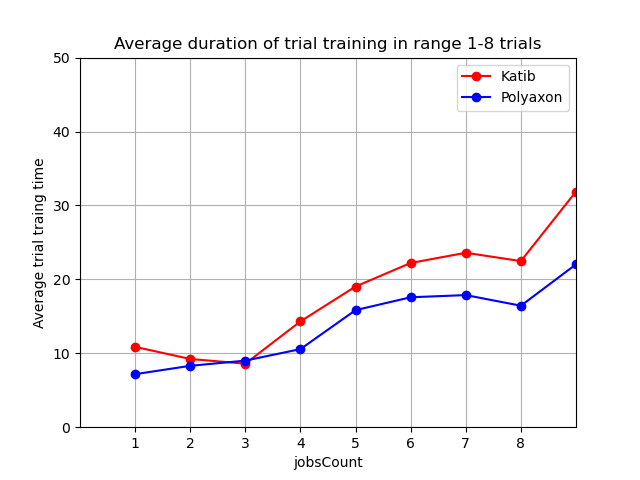 Average duration of trial training in range 1-8 trials
Katib
Polyaxon
50
40
30
20
10
0
Average trial traing time
1 2 3 4 5 6 7 8
jobsCount